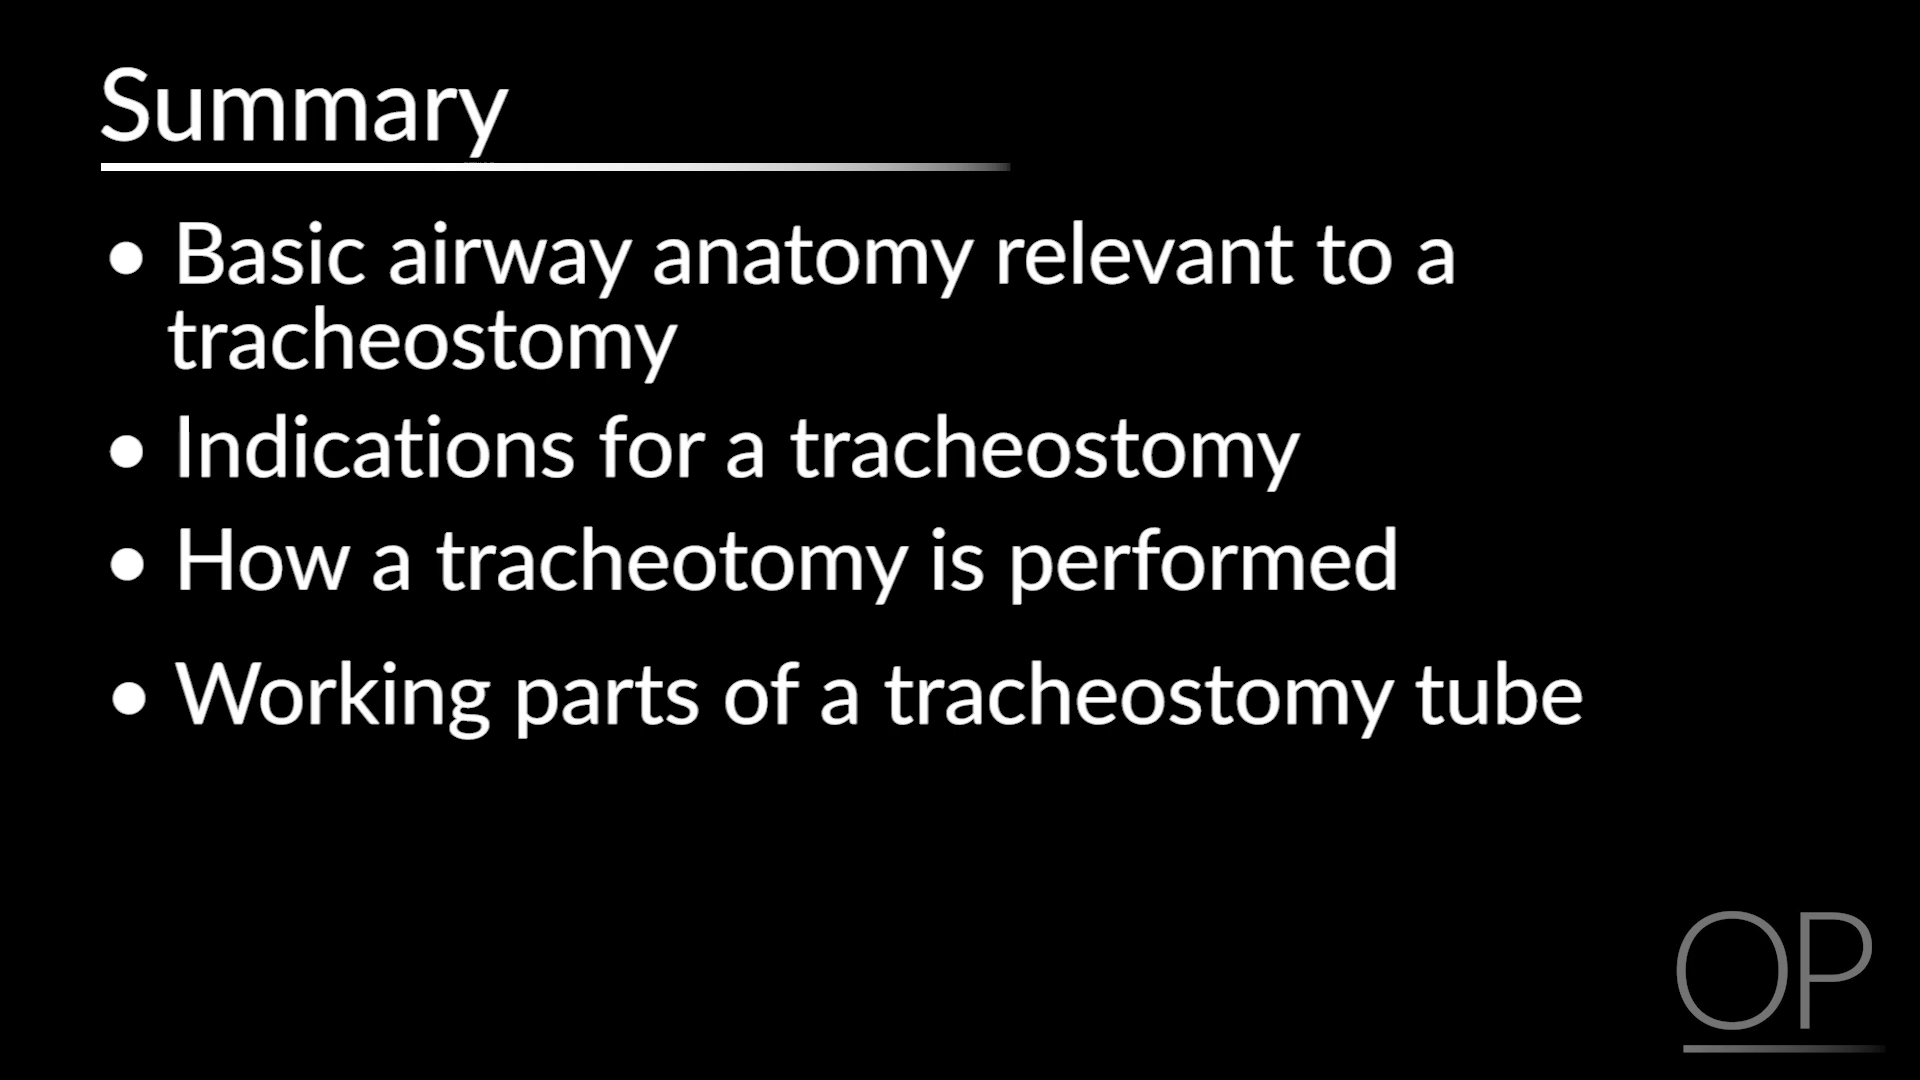 Summary
• Basic airway anatomy relevant to a
tracheostomy
• Indications for a tracheostomy
• How a tracheotomy is performed
• Working parts of a tracheostomy tube
OP